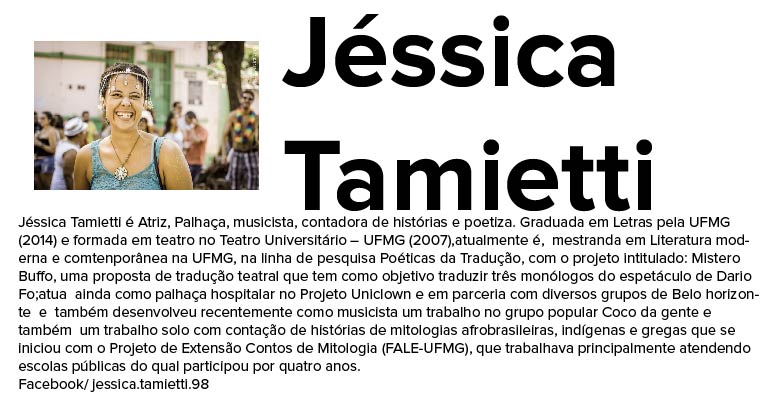 Jéssica
Tamietti
Jéssica Tamietti é Atriz, Palhaça, musicista, contadora de histórias e poetiza. Graduada em Letras pela UFMG
(2014) e formada em teatro no Teatro Universitário – UFMG (2007),atualmente é,  mestranda em Literatura mod-
erna e comtenporânea na UFMG, na linha de pesquisa Poéticas da Tradução, com o projeto intitulado: Mistero
Buffo, uma proposta de tradução teatral que tem como objetivo traduzir três monólogos do espetáculo de Dario
Fo;atua  ainda como palhaça hospitalar no Projeto Uniclown e em parceria com diversos grupos de Belo horizon-
te  e  também desenvolveu recentemente como musicista um trabalho no grupo popular Coco da gente e
também  um trabalho solo com contação de histórias de mitologias afrobrasileiras, indígenas e gregas que se
iniciou com o Projeto de Extensão Contos de Mitologia (FALE-UFMG), que trabalhava principalmente atendendo
escolas públicas do qual participou por quatro anos.
Facebook/ jessica.tamietti.98